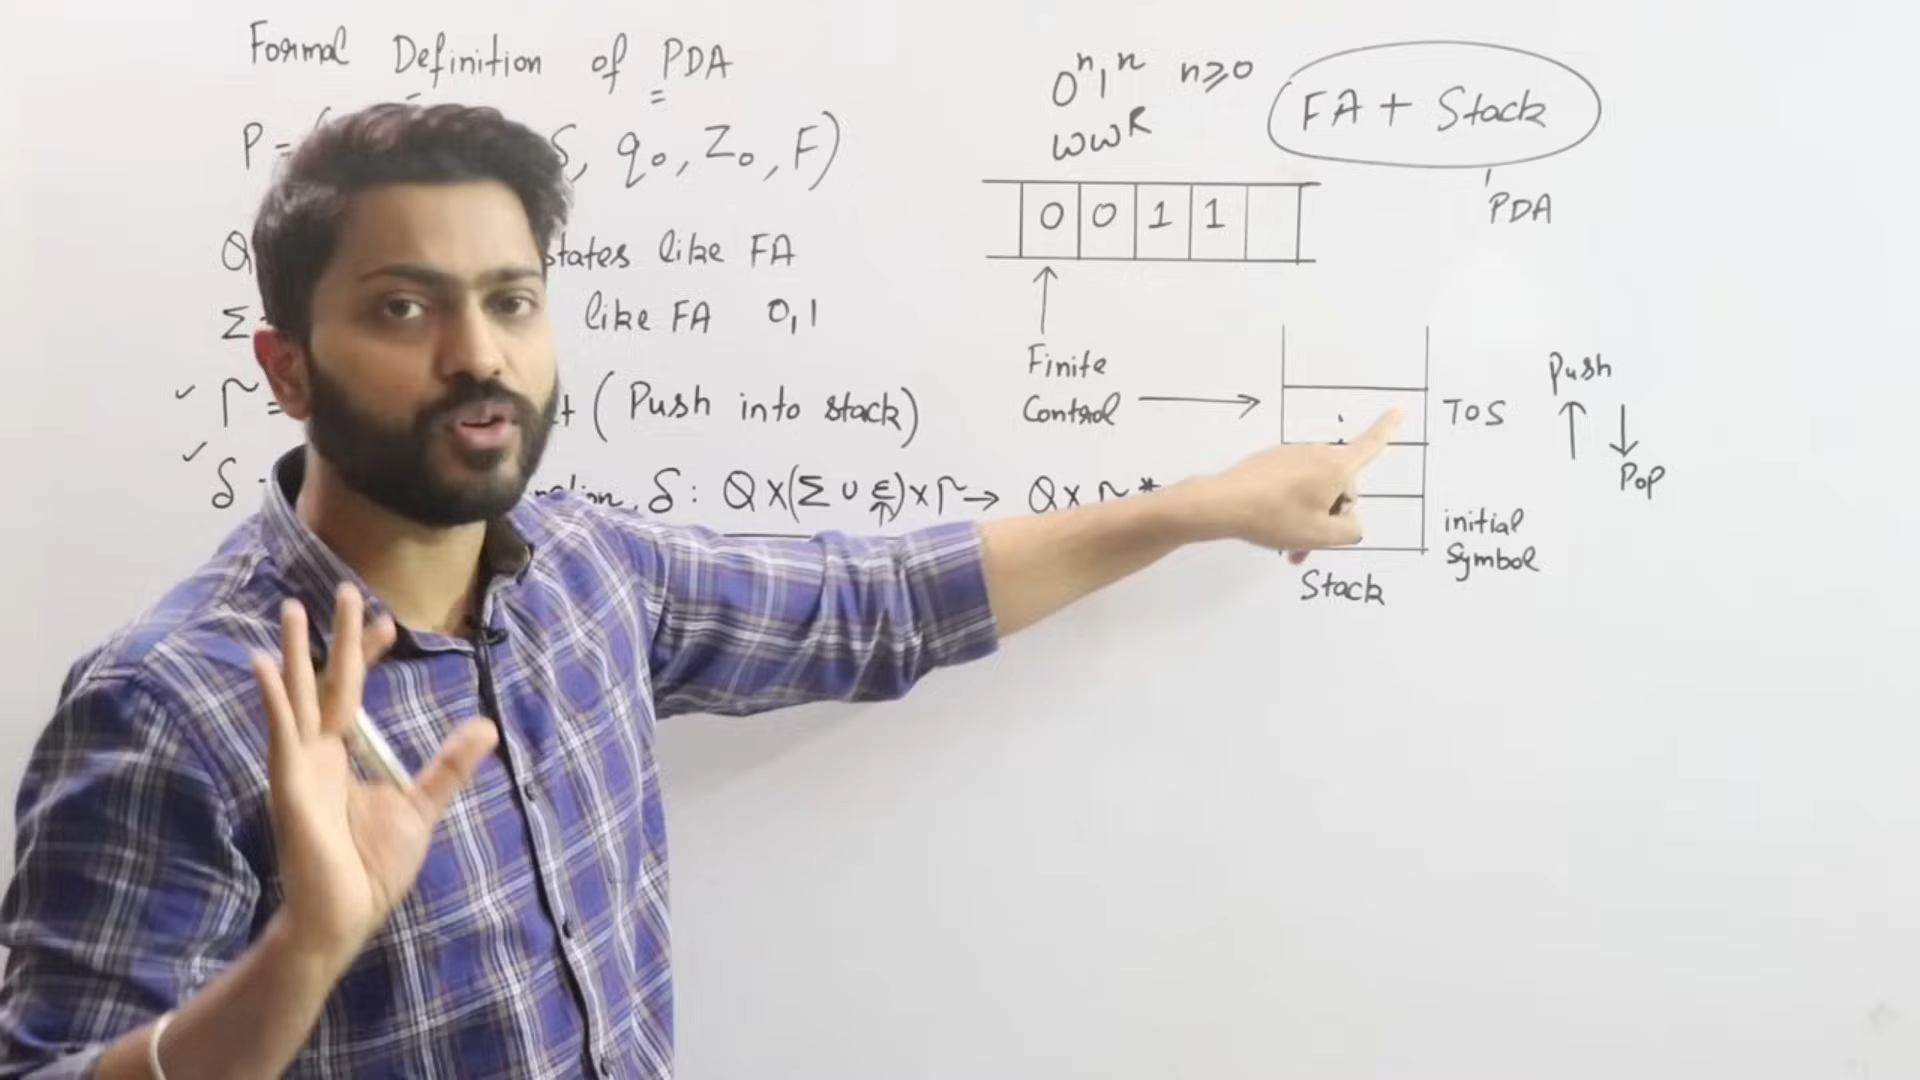 Formal Definition of PDA
P = ( δ, q₀, Z₀, F)
Q states like FA
Σ like FA 0,1
✓ Γ = (Push into stack)
✓ δ δ: Q x (Σ ∪ ε) x Γ → Q x Γ*
0ⁿ1ⁿ n≥0
wwᴿ
FA + Stack
PDA
0 0 1 1
Finite
Control
TOS
Push
Pop
initial
Symbol
Stack